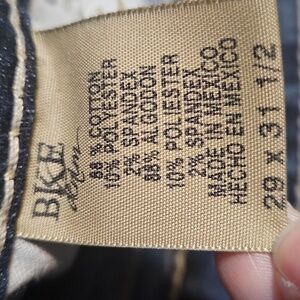 BKE
denim
88 % COTTON
10% POLYESTER
2% SPANDEX
88% ALGODON
10% POLIESTER
2% SPANDEX
MADE IN MEXICO
HECHO EN MEXICO
29 X 31 1/2